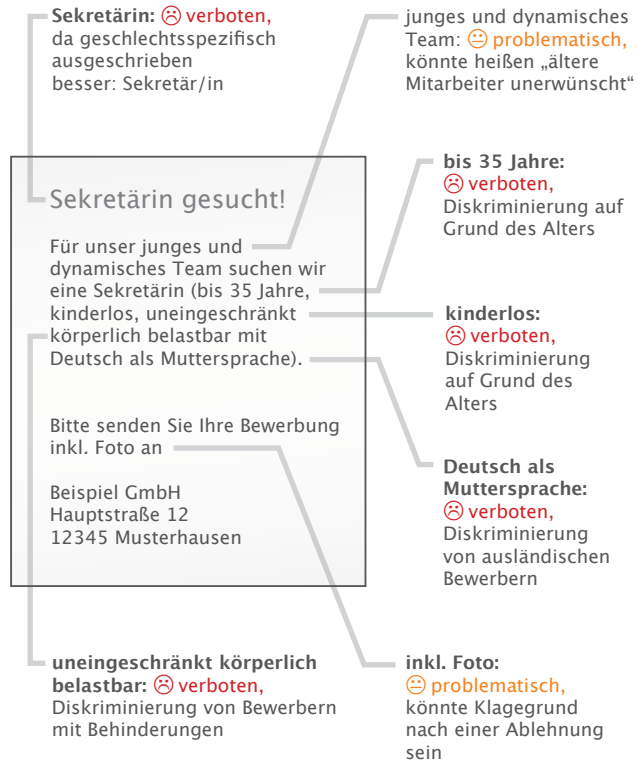 Sekretärin: ☹ verboten,
da geschlechtsspezifisch
ausgeschrieben
besser: Sekretär/in
junges und dynamisches
Team: 😐 problematisch,
könnte heißen „ältere
Mitarbeiter unerwünscht“
Sekretärin gesucht!
Für unser junges und
dynamisches Team suchen wir
eine Sekretärin (bis 35 Jahre,
kinderlos, uneingeschränkt
körperlich belastbar mit
Deutsch als Muttersprache).
Bitte senden Sie Ihre Bewerbung
inkl. Foto an
Beispiel GmbH
Hauptstraße 12
12345 Musterhausen
bis 35 Jahre:
☹ verboten,
Diskriminierung auf
Grund des Alters
kinderlos:
☹ verboten,
Diskriminierung
auf Grund des
Alters
Deutsch als
Muttersprache:
☹ verboten,
Diskriminierung
von ausländischen
Bewerbern
uneingeschränkt körperlich
belastbar: ☹ verboten,
Diskriminierung von Bewerbern
mit Behinderungen
inkl. Foto:
😐 problematisch,
könnte Klagegrund
nach einer Ablehnung
sein